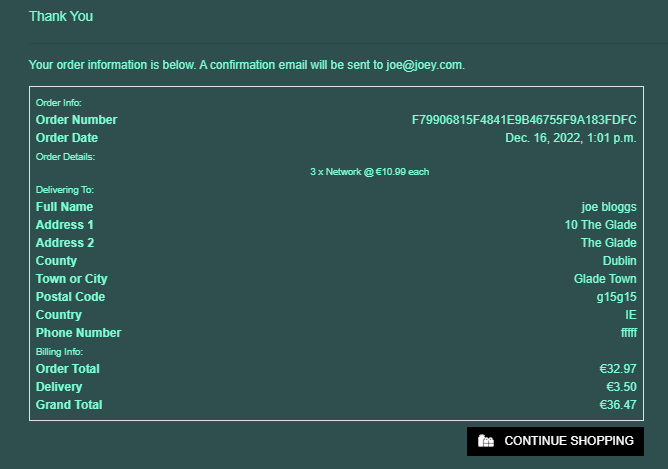 Thank You
Your order information is below. A confirmation email will be sent to joe@joey.com.
Order Info:
Order Number F79906815F4841E9B46755F9A183FDFC
Order Date Dec. 16, 2022, 1:01 p.m.
Order Details:
3 x Network @ €10.99 each
Delivering To:
Full Name joe bloggs
Address 1 10 The Glade
Address 2 The Glade
County Dublin
Town or City Glade Town
Postal Code g15g15
Country IE
Phone Number fffff
Billing Info:
Order Total €32.97
Delivery €3.50
Grand Total €36.47
CONTINUE SHOPPING